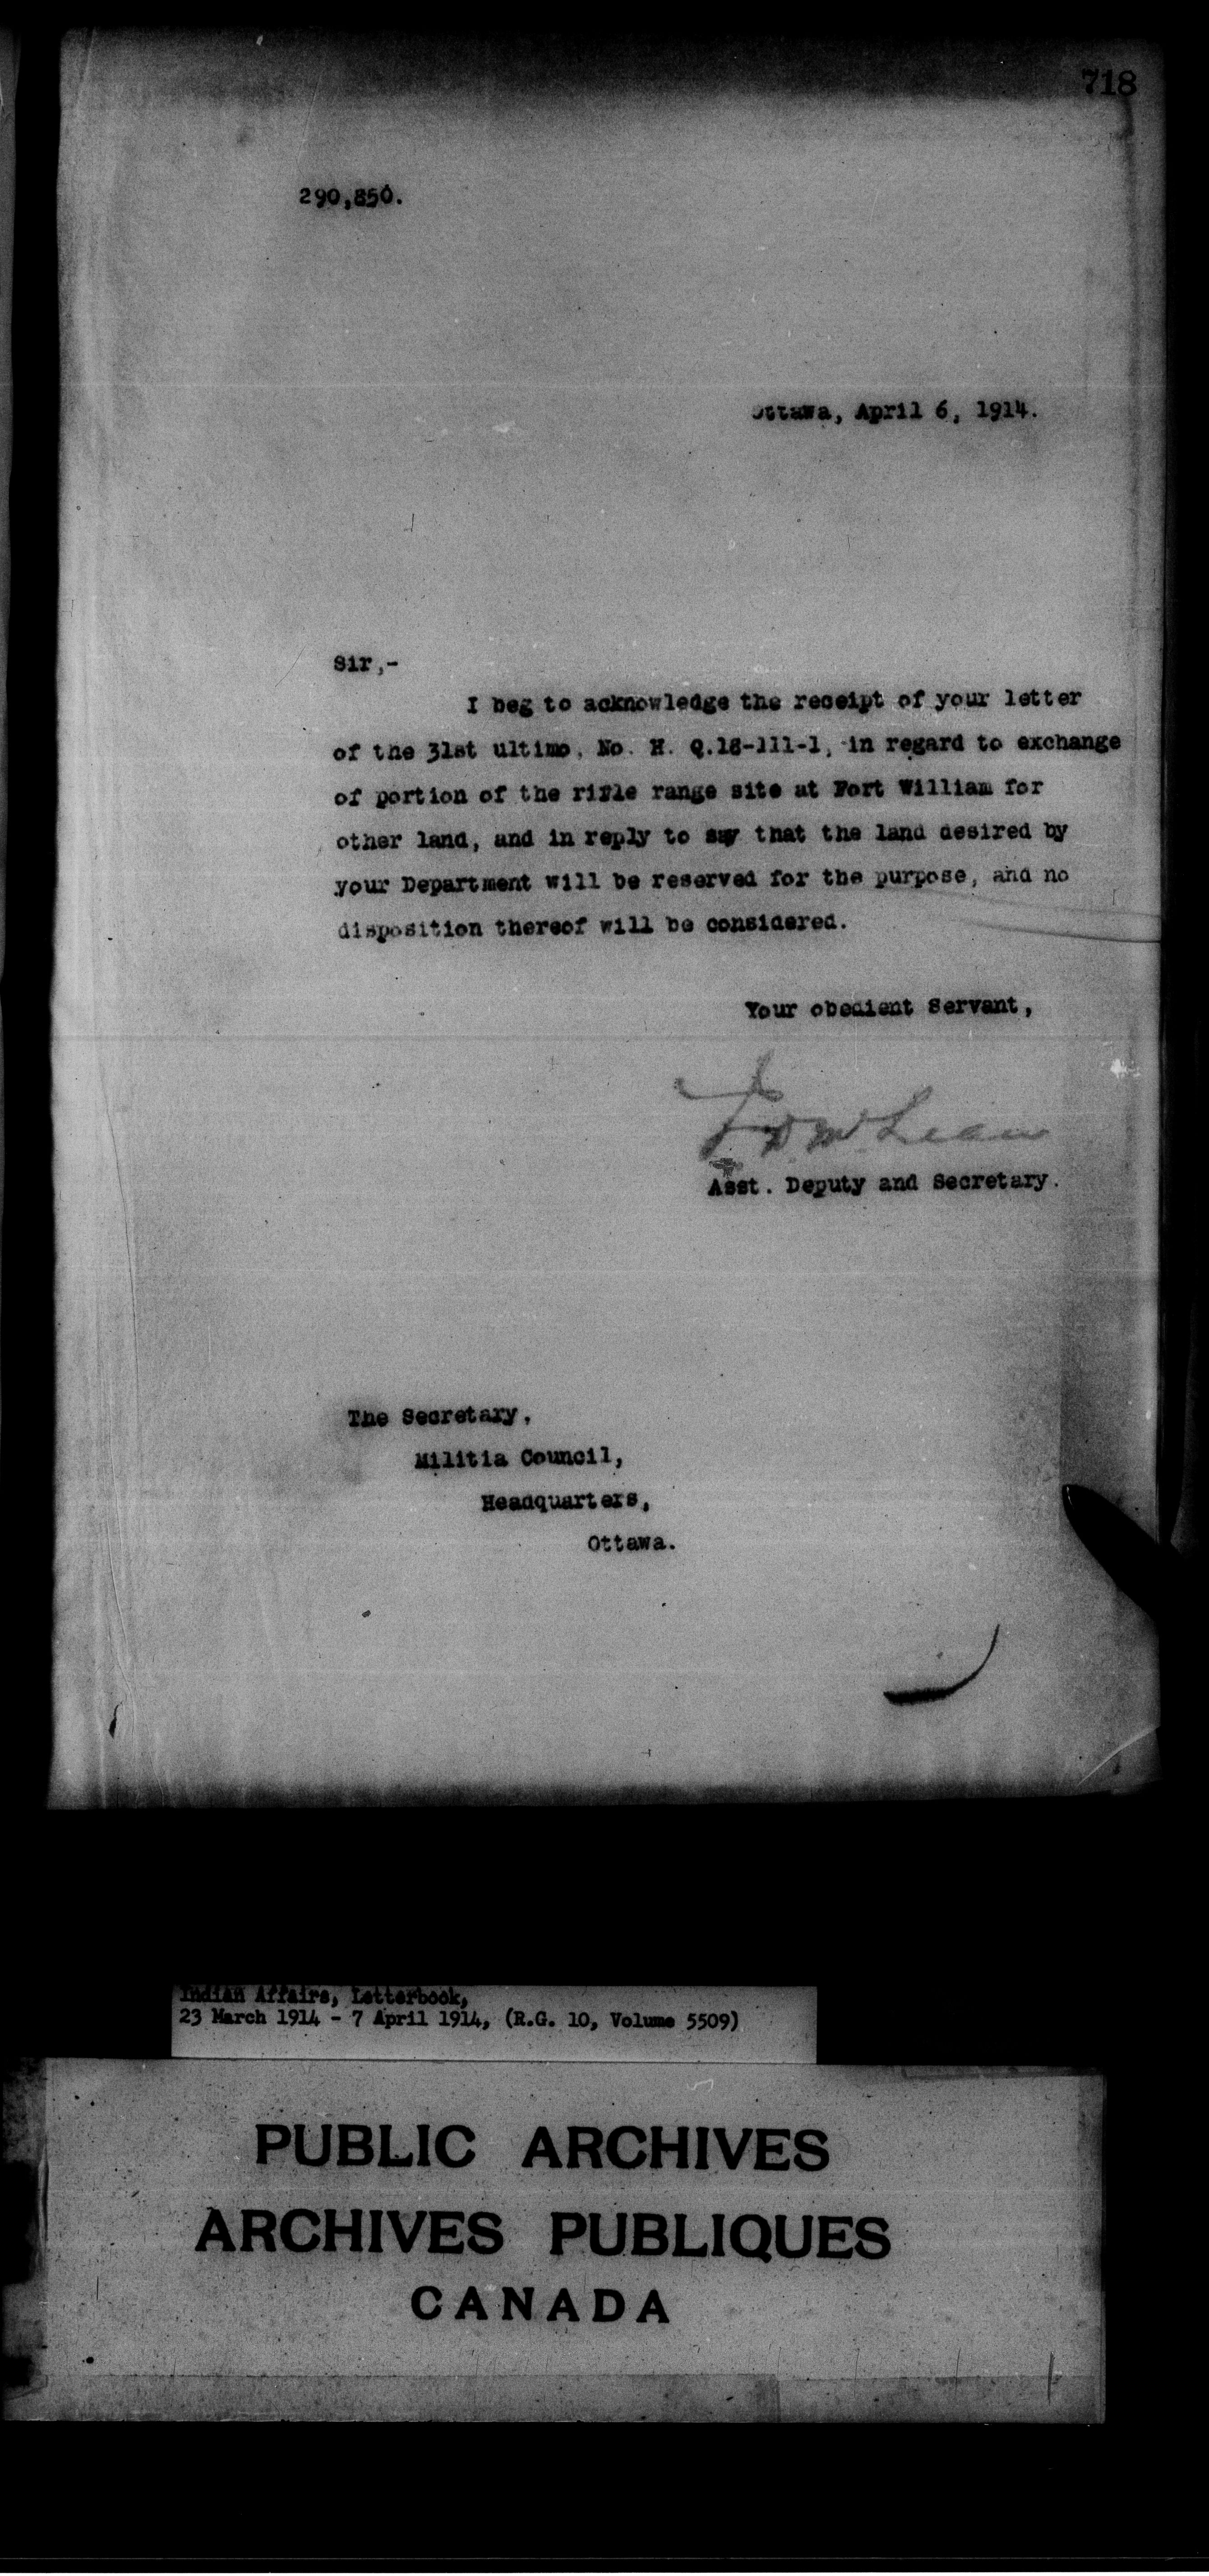 718
290,850.
Ottawa, April 6, 1914.
Sir,-
I beg to acknowledge the receipt of your letter
of the 31st ultimo, No. H. Q.18-111-1, in regard to exchange
of portion of the rifle range site at Fort William for
other land, and in reply to say that the land desired by
your Department will be reserved for the purpose, and no
disposition thereof will be considered.
Your obedient Servant,
J D McLean
Asst. Deputy and Secretary.
The Secretary,
Militia Council,
Headquarters,
Ottawa.
Indian Affairs, Letterbook,
23 March 1914 - 7 April 1914, (R.G. 10, Volume 5509)
PUBLIC ARCHIVES
ARCHIVES PUBLIQUES
CANADA